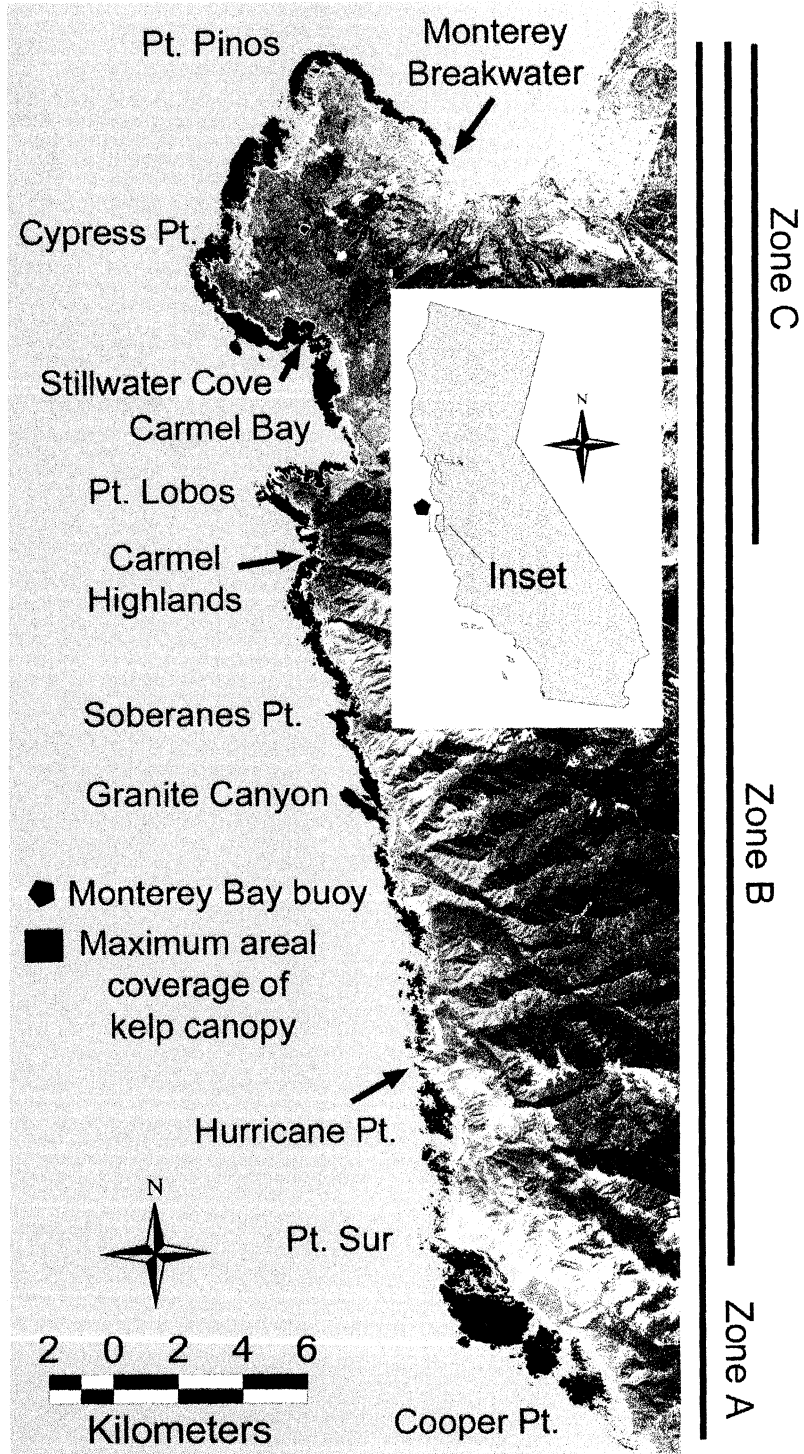 Pt. Pinos
Monterey
Breakwater
Cypress Pt.
Stillwater Cove
Carmel Bay
Pt. Lobos
Carmel
Highlands
Soberanes Pt.
Granite Canyon
Monterey Bay buoy
Maximum areal
coverage of
kelp canopy
Hurricane Pt.
N
Pt. Sur
2 0 2 4 6
Kilometers
Cooper Pt.
N
Inset
Zone C
Zone B
Zone A